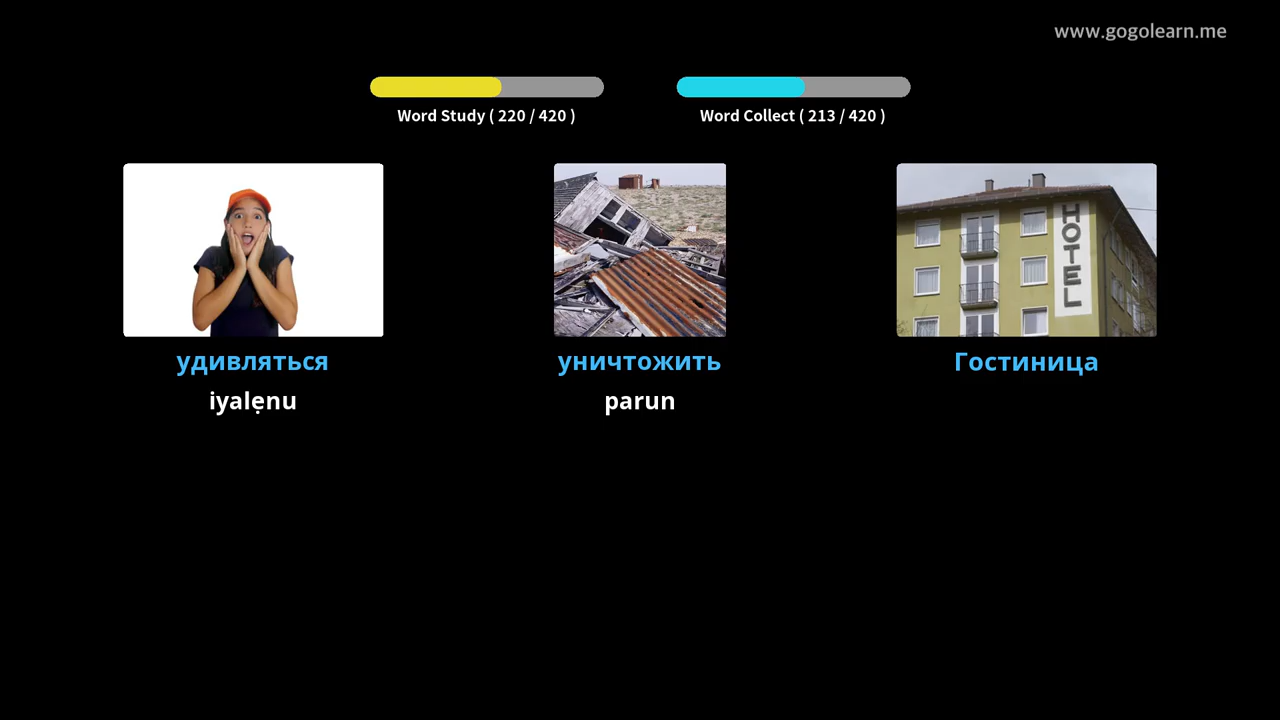 www.gogolearn.me
Word Study ( 220 / 420 )
Word Collect ( 213 / 420 )
HOTEL
удивляться
уничтожить
Гостиница
iyalẹnu
parun